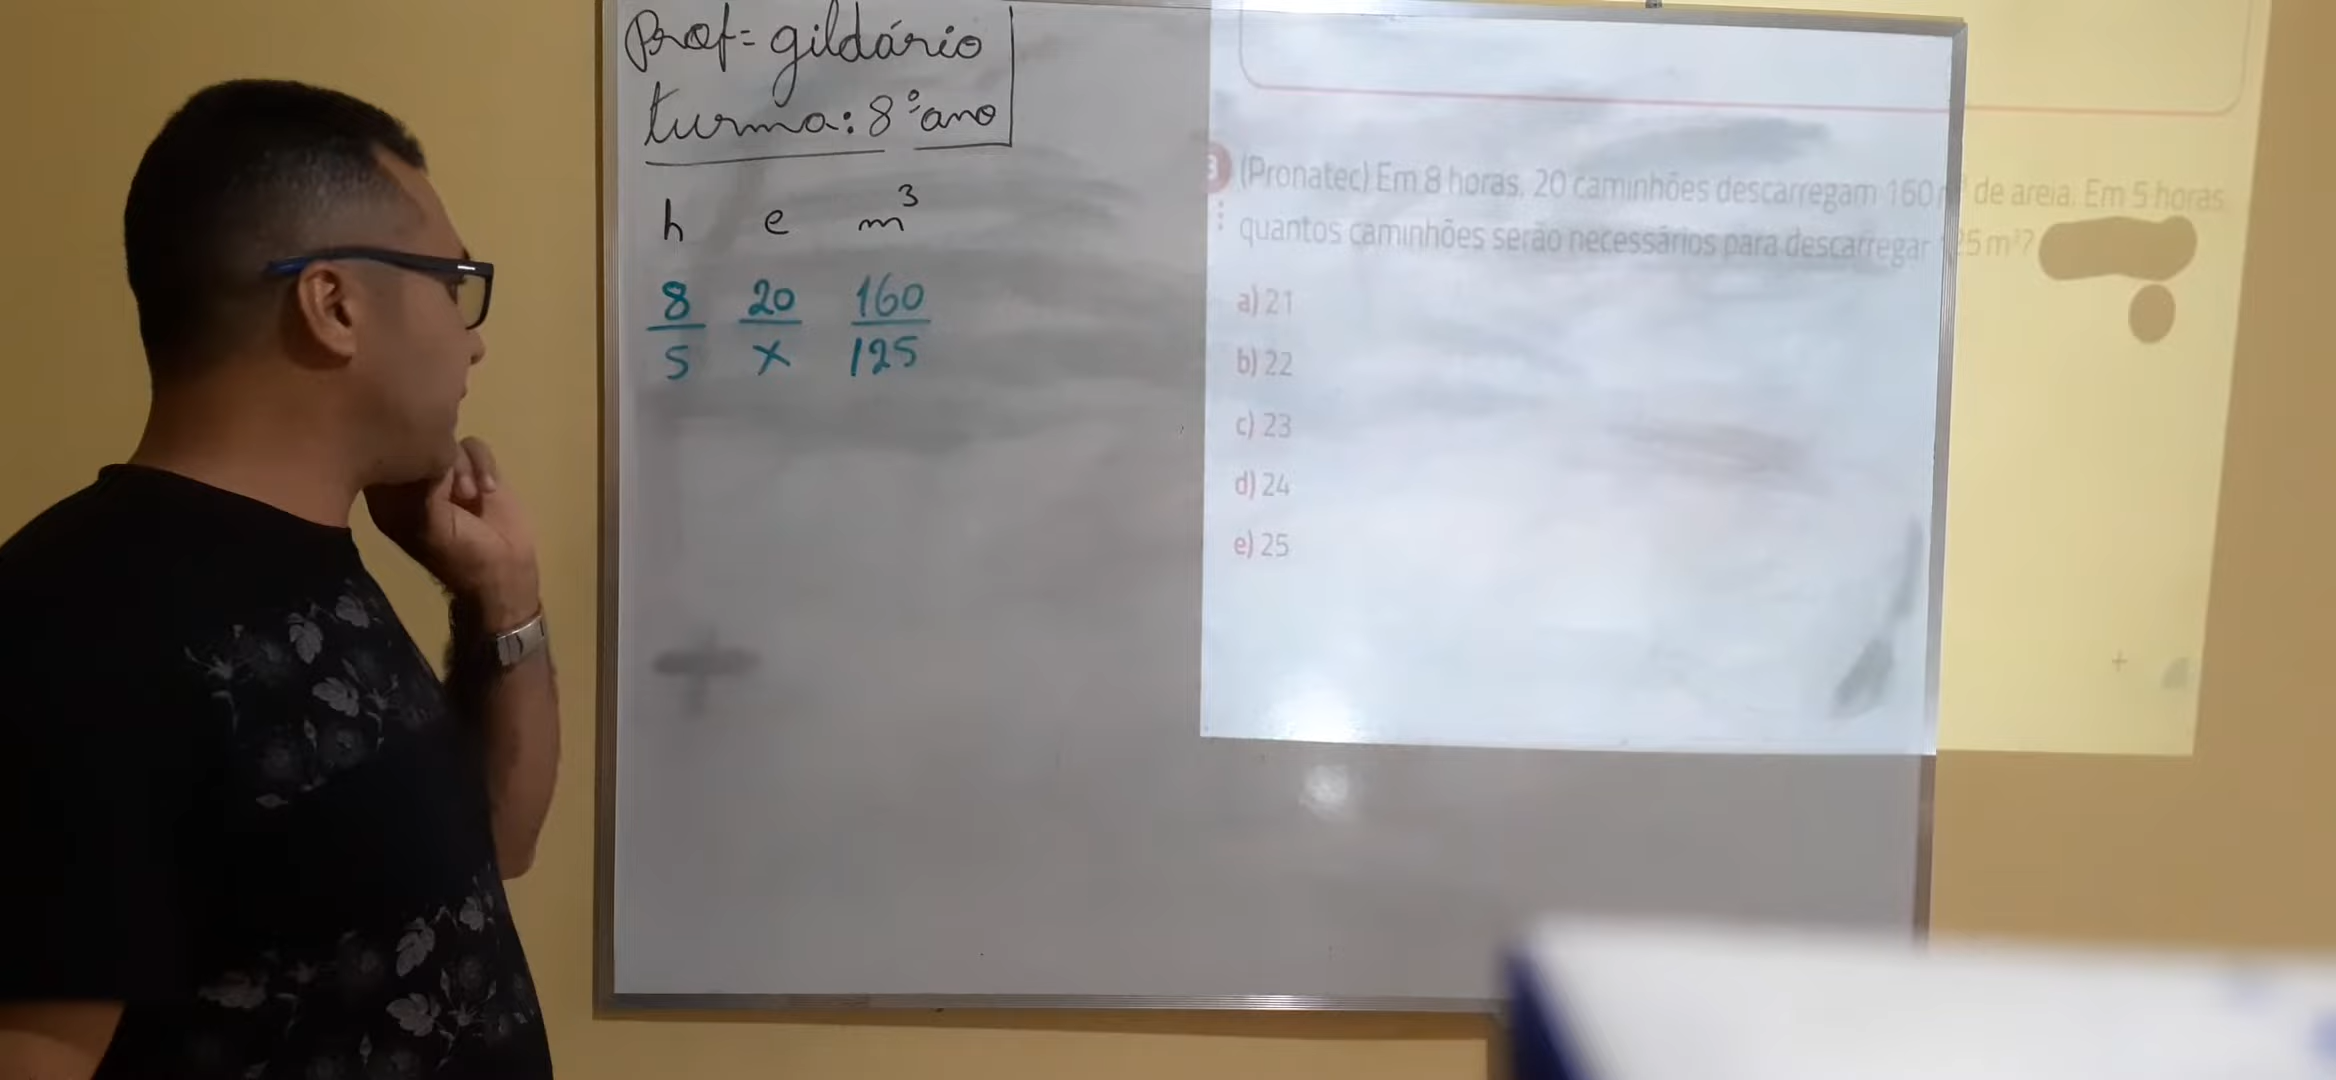 Prof= gildário
turma: 8º ano
h e m³
8 20 160
5 x 125
3 (Pronatec) Em 8 horas, 20 caminhões descarregam 160 m³ de areia. Em 5 horas,
quantos caminhões serão necessários para descarregar 125 m³?
a) 21
b) 22
c) 23
d) 24
e) 25